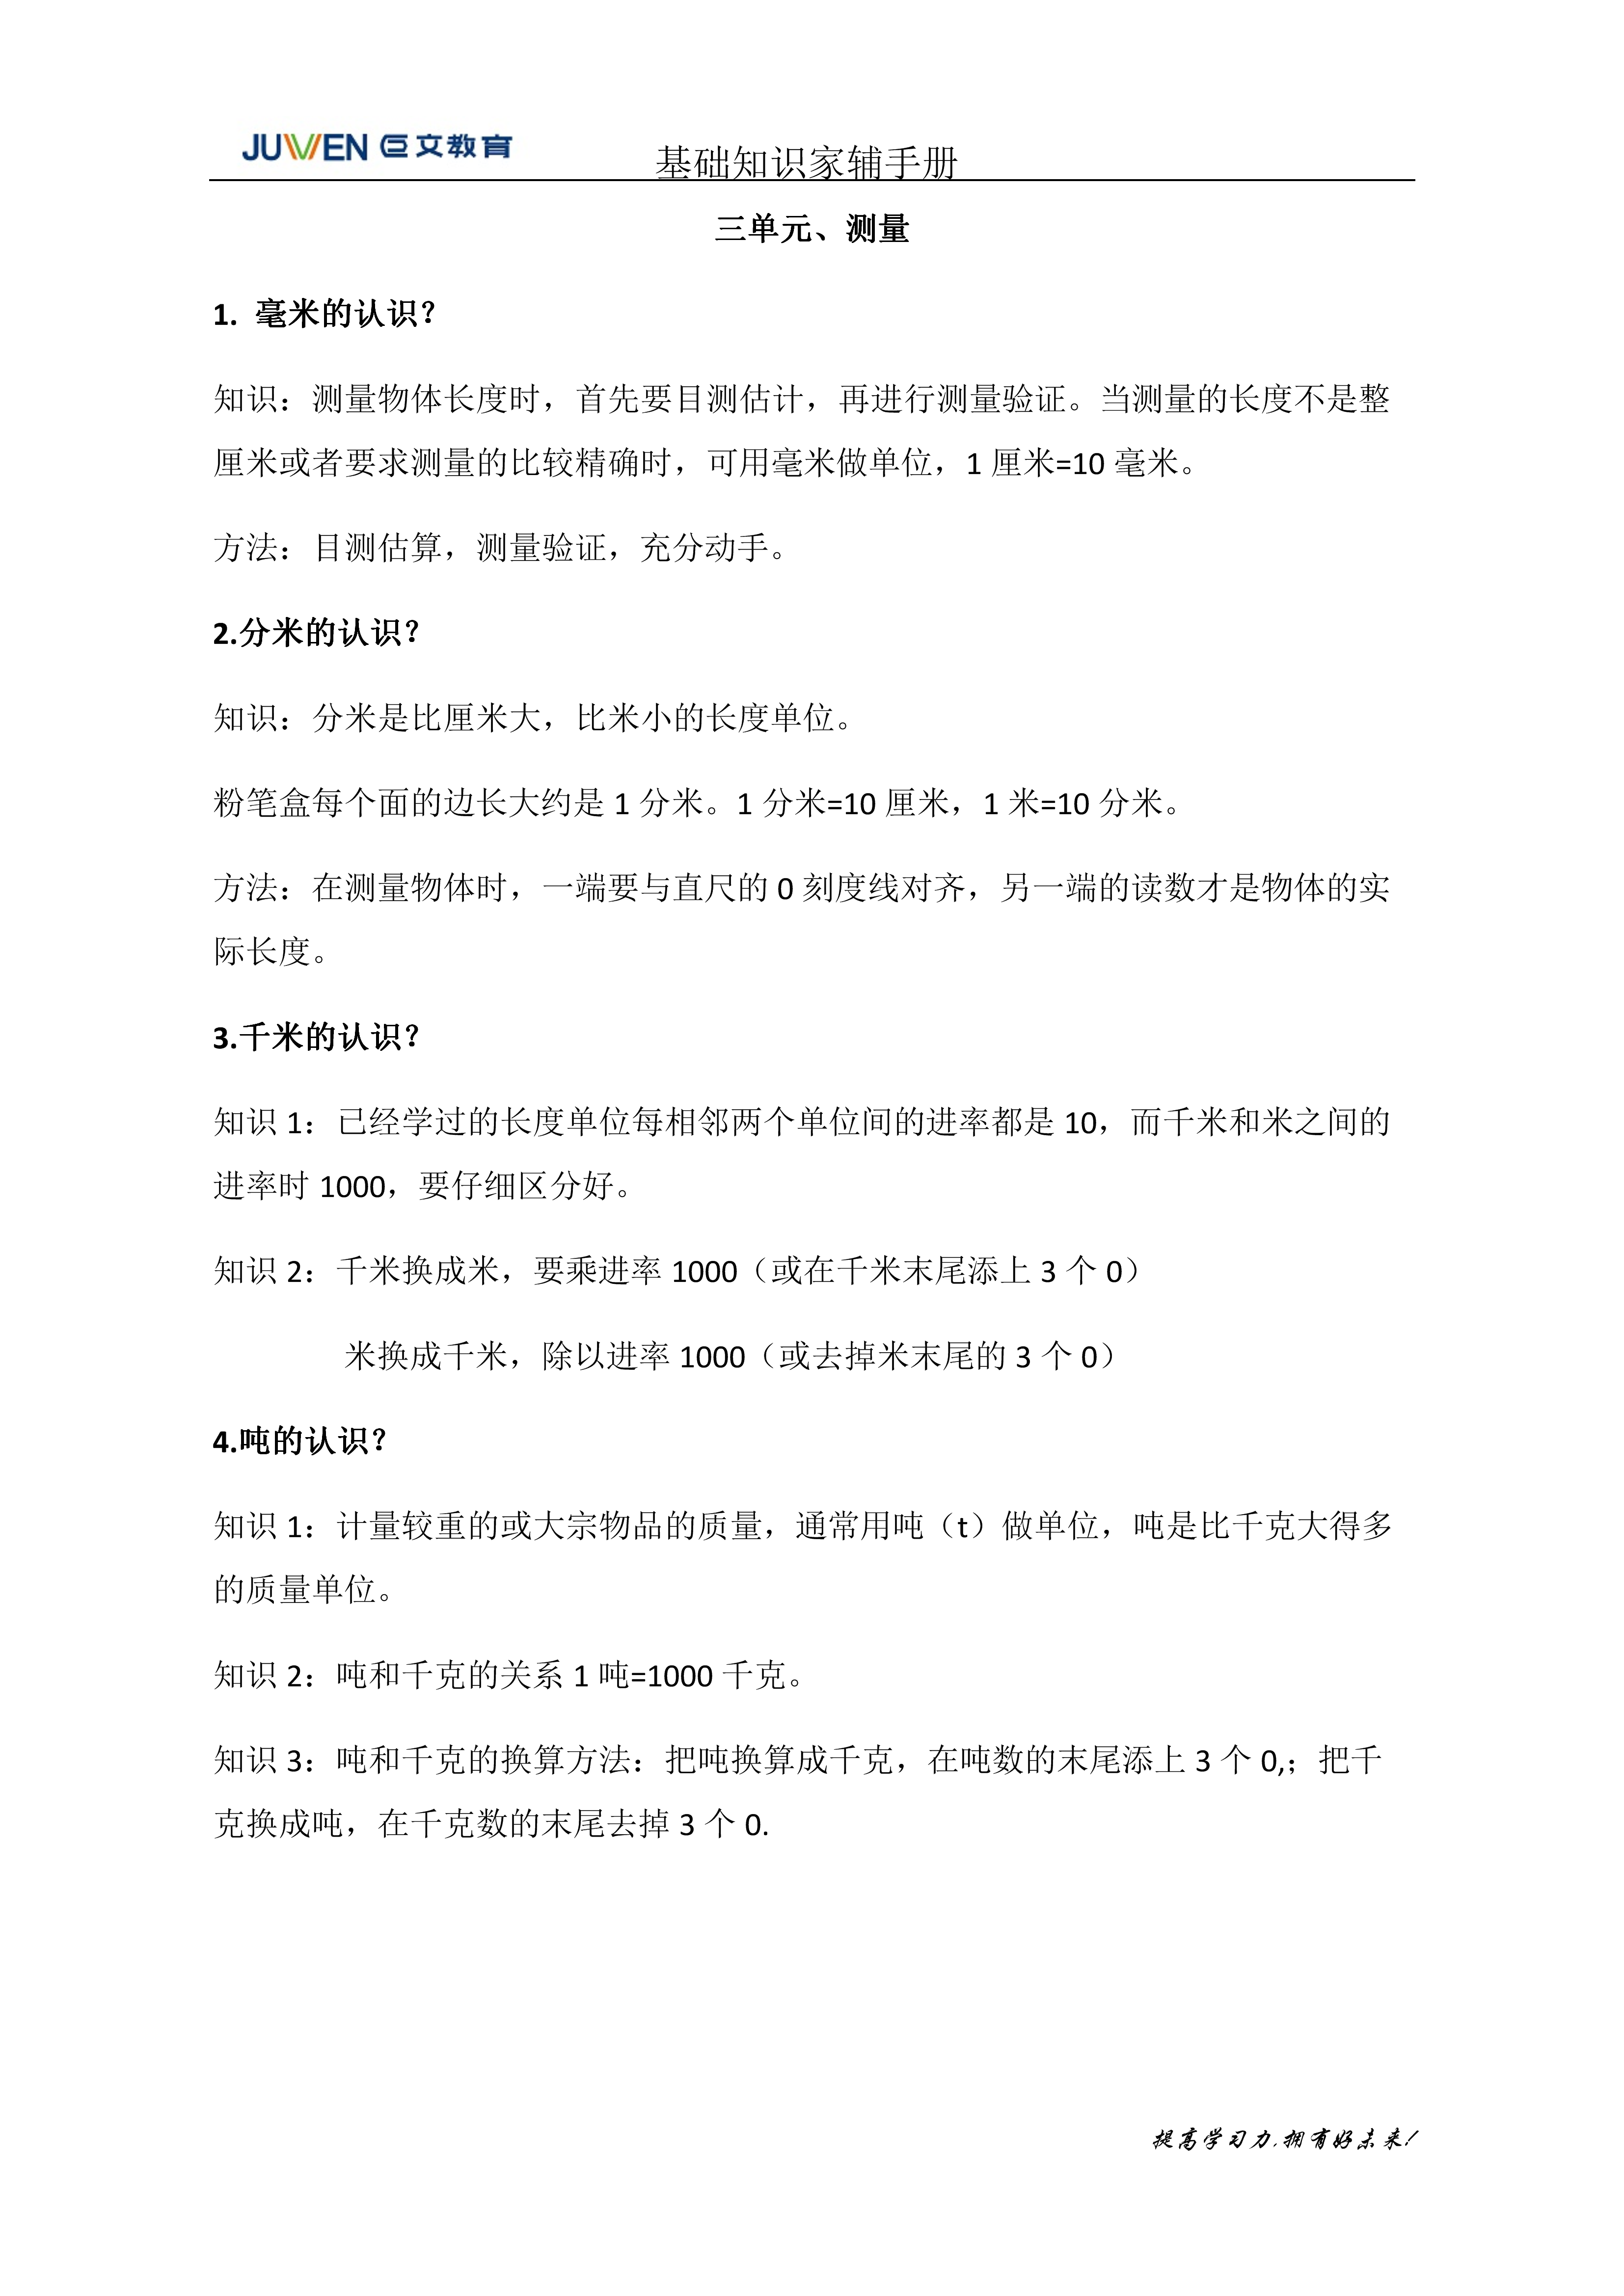 JUWEN 巨文教育
基础知识家辅手册
三单元、测量
1. 毫米的认识？
知识：测量物体长度时，首先要目测估计，再进行测量验证。当测量的长度不是整
厘米或者要求测量的比较精确时，可用毫米做单位，1 厘米=10 毫米。
方法：目测估算，测量验证，充分动手。
2.分米的认识？
知识：分米是比厘米大，比米小的长度单位。
粉笔盒每个面的边长大约是 1 分米。1 分米=10 厘米，1 米=10 分米。
方法：在测量物体时，一端要与直尺的 0 刻度线对齐，另一端的读数才是物体的实
际长度。
3.千米的认识？
知识 1：已经学过的长度单位每相邻两个单位间的进率都是 10，而千米和米之间的
进率时 1000，要仔细区分好。
知识 2：千米换成米，要乘进率 1000（或在千米末尾添上 3 个 0）
米换成千米，除以进率 1000（或去掉米末尾的 3 个 0）
4.吨的认识？
知识 1：计量较重的或大宗物品的质量，通常用吨（t）做单位，吨是比千克大得多
的质量单位。
知识 2：吨和千克的关系 1 吨=1000 千克。
知识 3：吨和千克的换算方法：把吨换算成千克，在吨数的末尾添上 3 个 0,；把千
克换成吨，在千克数的末尾去掉 3 个 0.
提高学习力,拥有好未来!